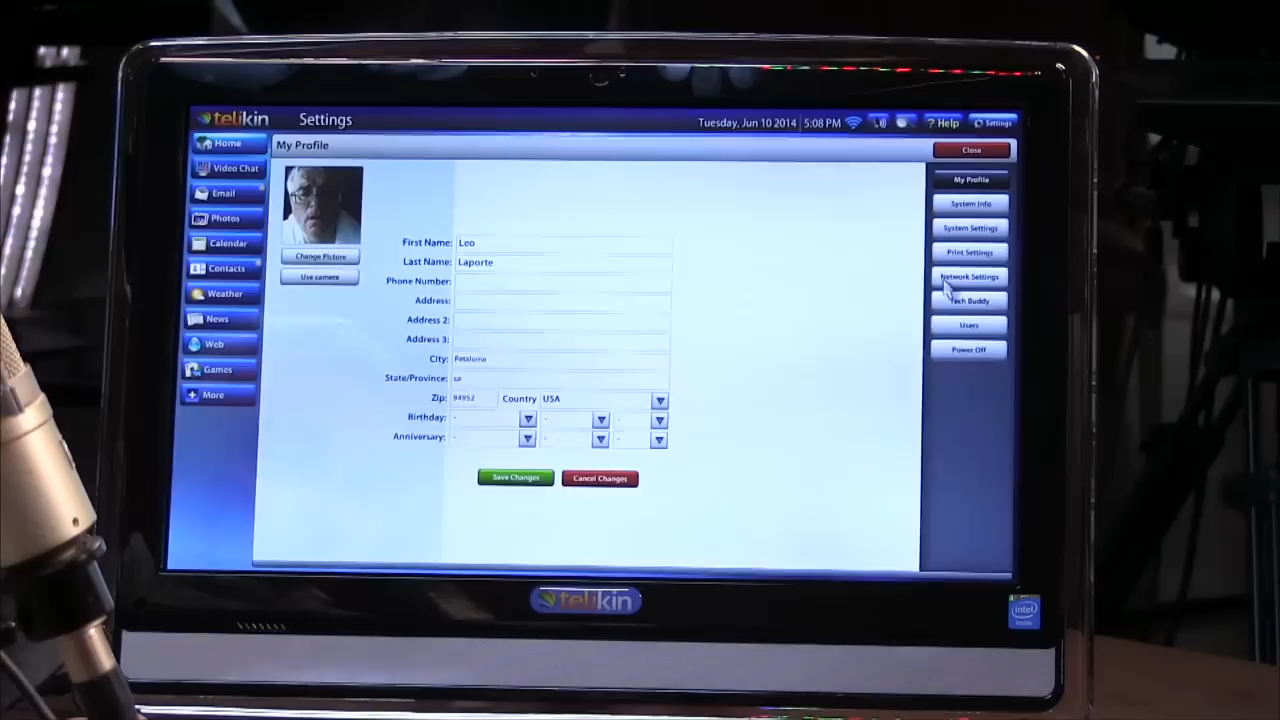 telikin Settings Tuesday, Jun 10 2014 5:08 PM ? Help Settings
Home My Profile Close
Video Chat
Email
Photos
Calendar
Contacts
Weather
News
Web
Games
More
Change Picture
Use camera
First Name: Leo
Last Name: Laporte
Phone Number:
Address:
Address 2:
Address 3:
City: Petaluma
State/Province: ca
Zip: 94952 Country USA
Birthday: - - -
Anniversary: - - -
Save Changes Cancel Changes
My Profile
System Info
System Settings
Print Settings
Network Settings
Tech Buddy
Users
Power Off
telikin
intel
inside